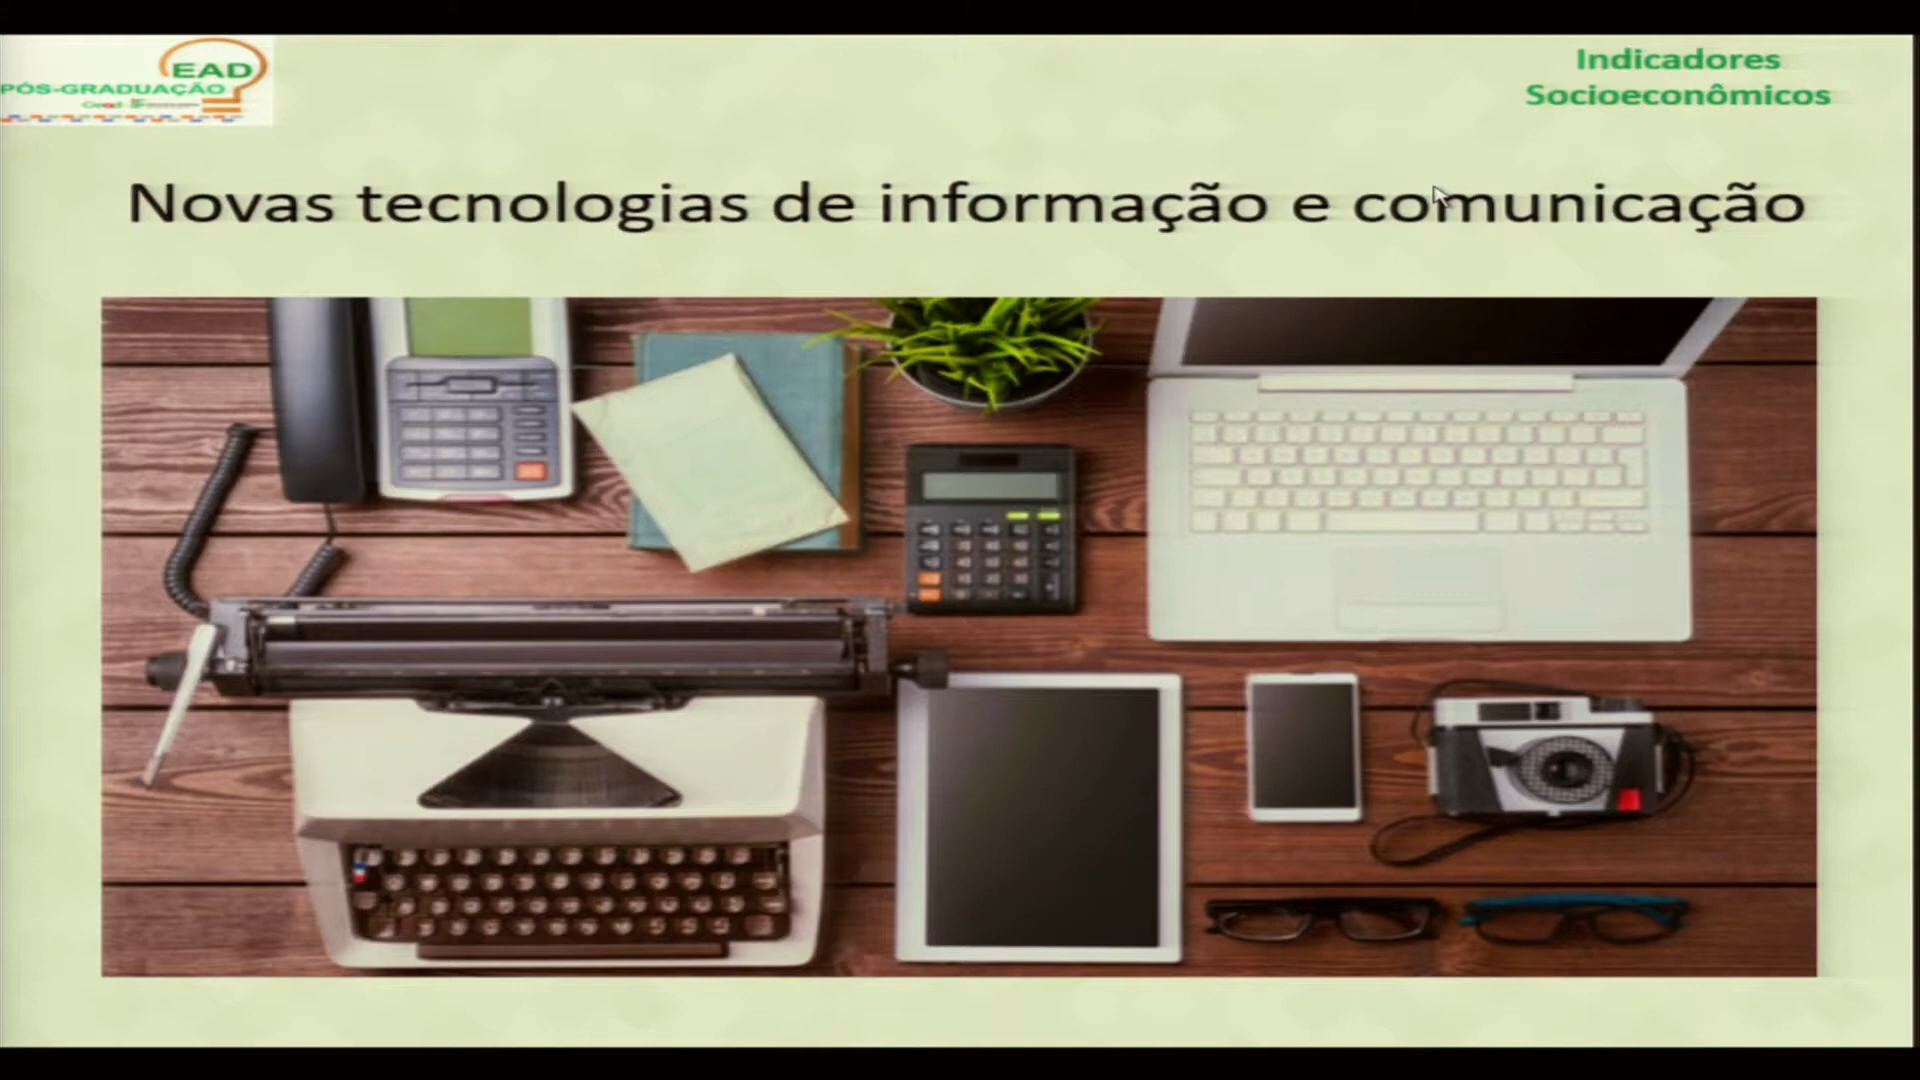 EAD
PÓS-GRADUAÇÃO
Indicadores
Socioeconômicos
Novas tecnologias de informação e comunicação